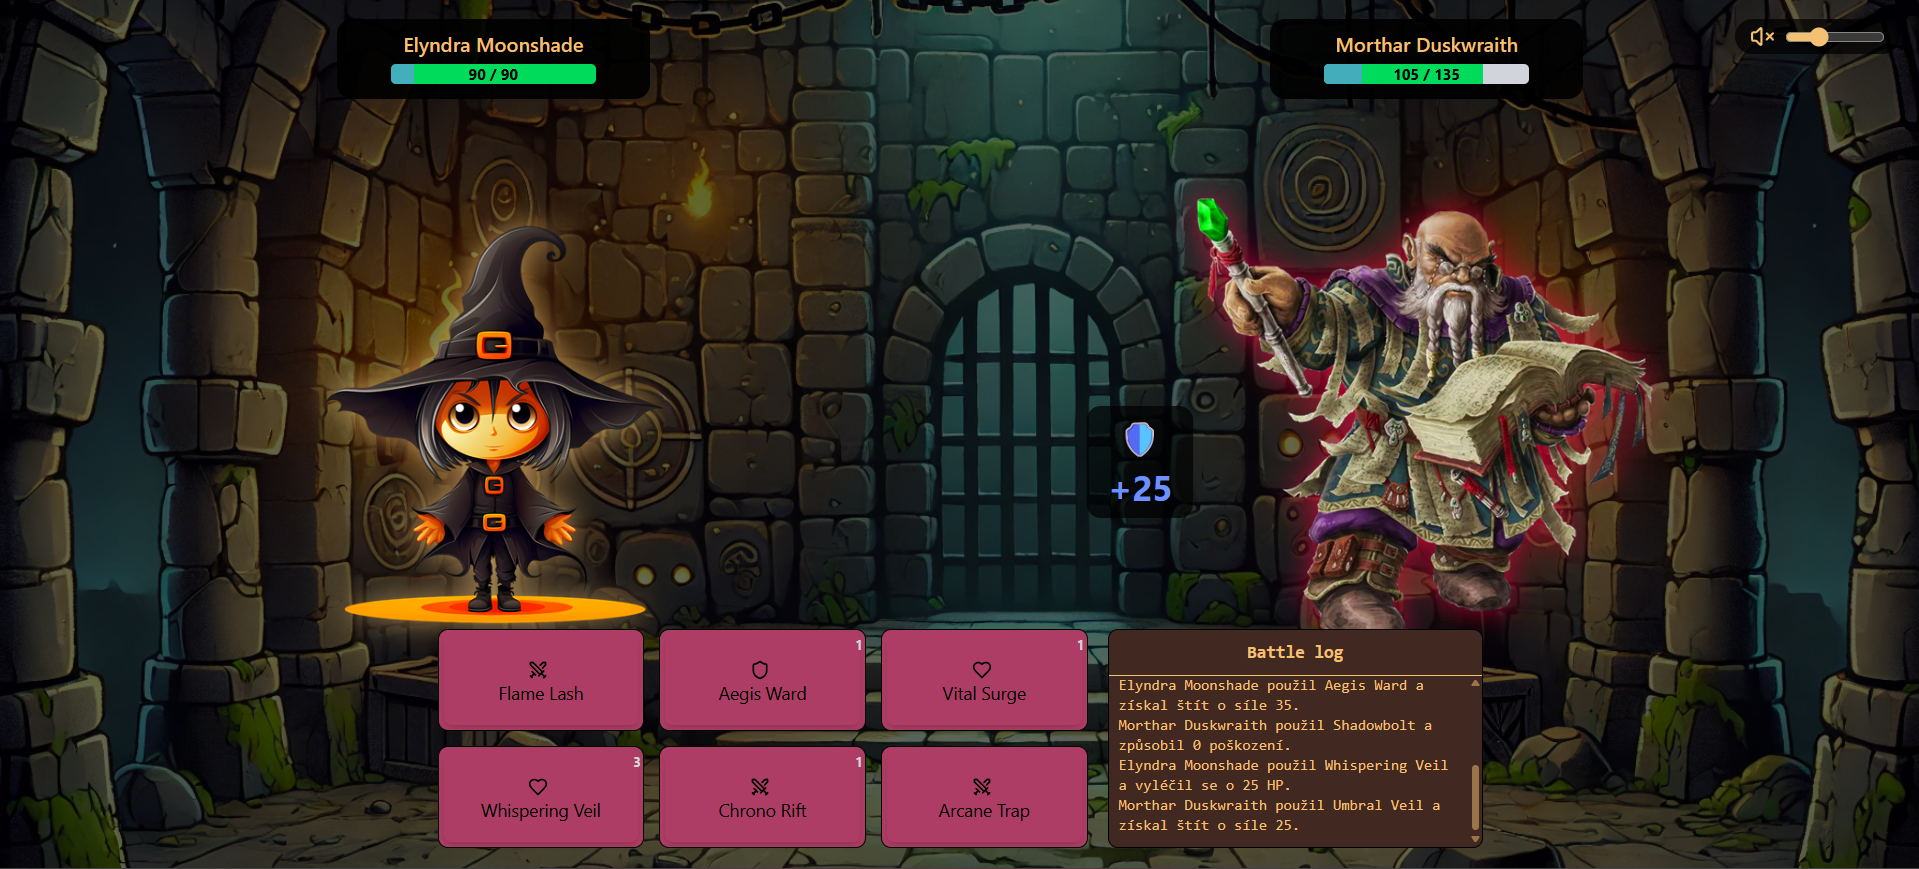 Elyndra Moonshade
90 / 90
Morthar Duskwraith
105 / 135
+25
Flame Lash
1
Aegis Ward
1
Vital Surge
3
Whispering Veil
1
Chrono Rift
Arcane Trap
Battle log
Elyndra Moonshade použil Aegis Ward a
získal štít o síle 35.
Morthar Duskwraith použil Shadowbolt a
způsobil 0 poškození.
Elyndra Moonshade použil Whispering Veil
a vyléčil se o 25 HP.
Morthar Duskwraith použil Umbral Veil a
získal štít o síle 25.